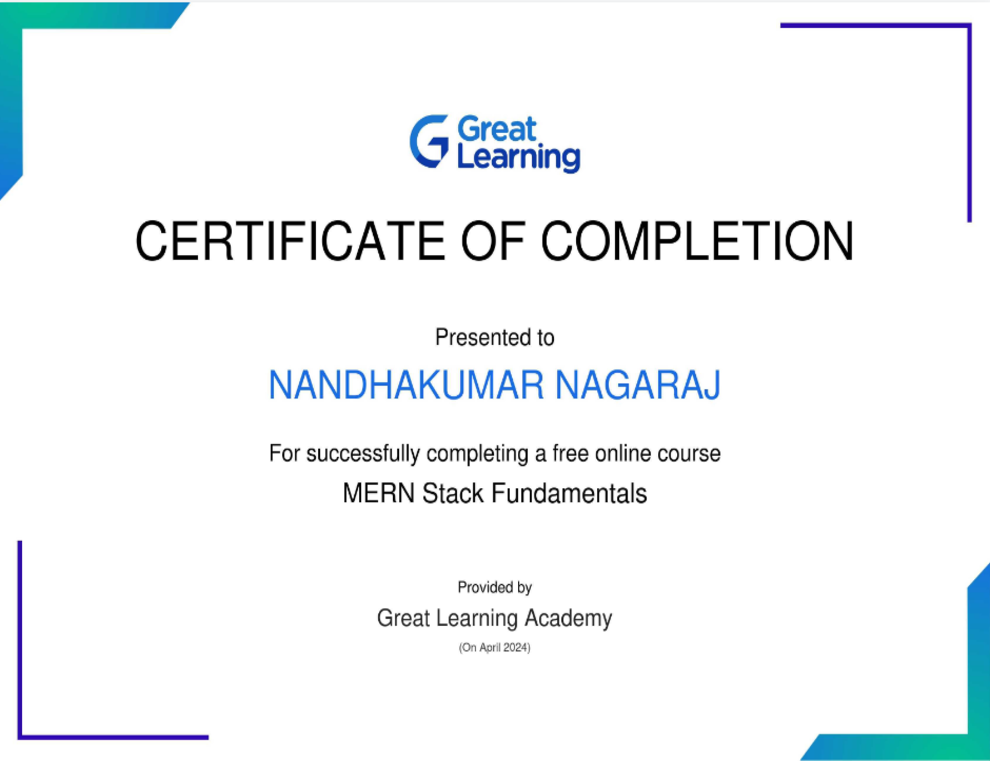 Great
Learning
CERTIFICATE OF COMPLETION
Presented to
NANDHAKUMAR NAGARAJ
For successfully completing a free online course
MERN Stack Fundamentals
Provided by
Great Learning Academy
(On April 2024)